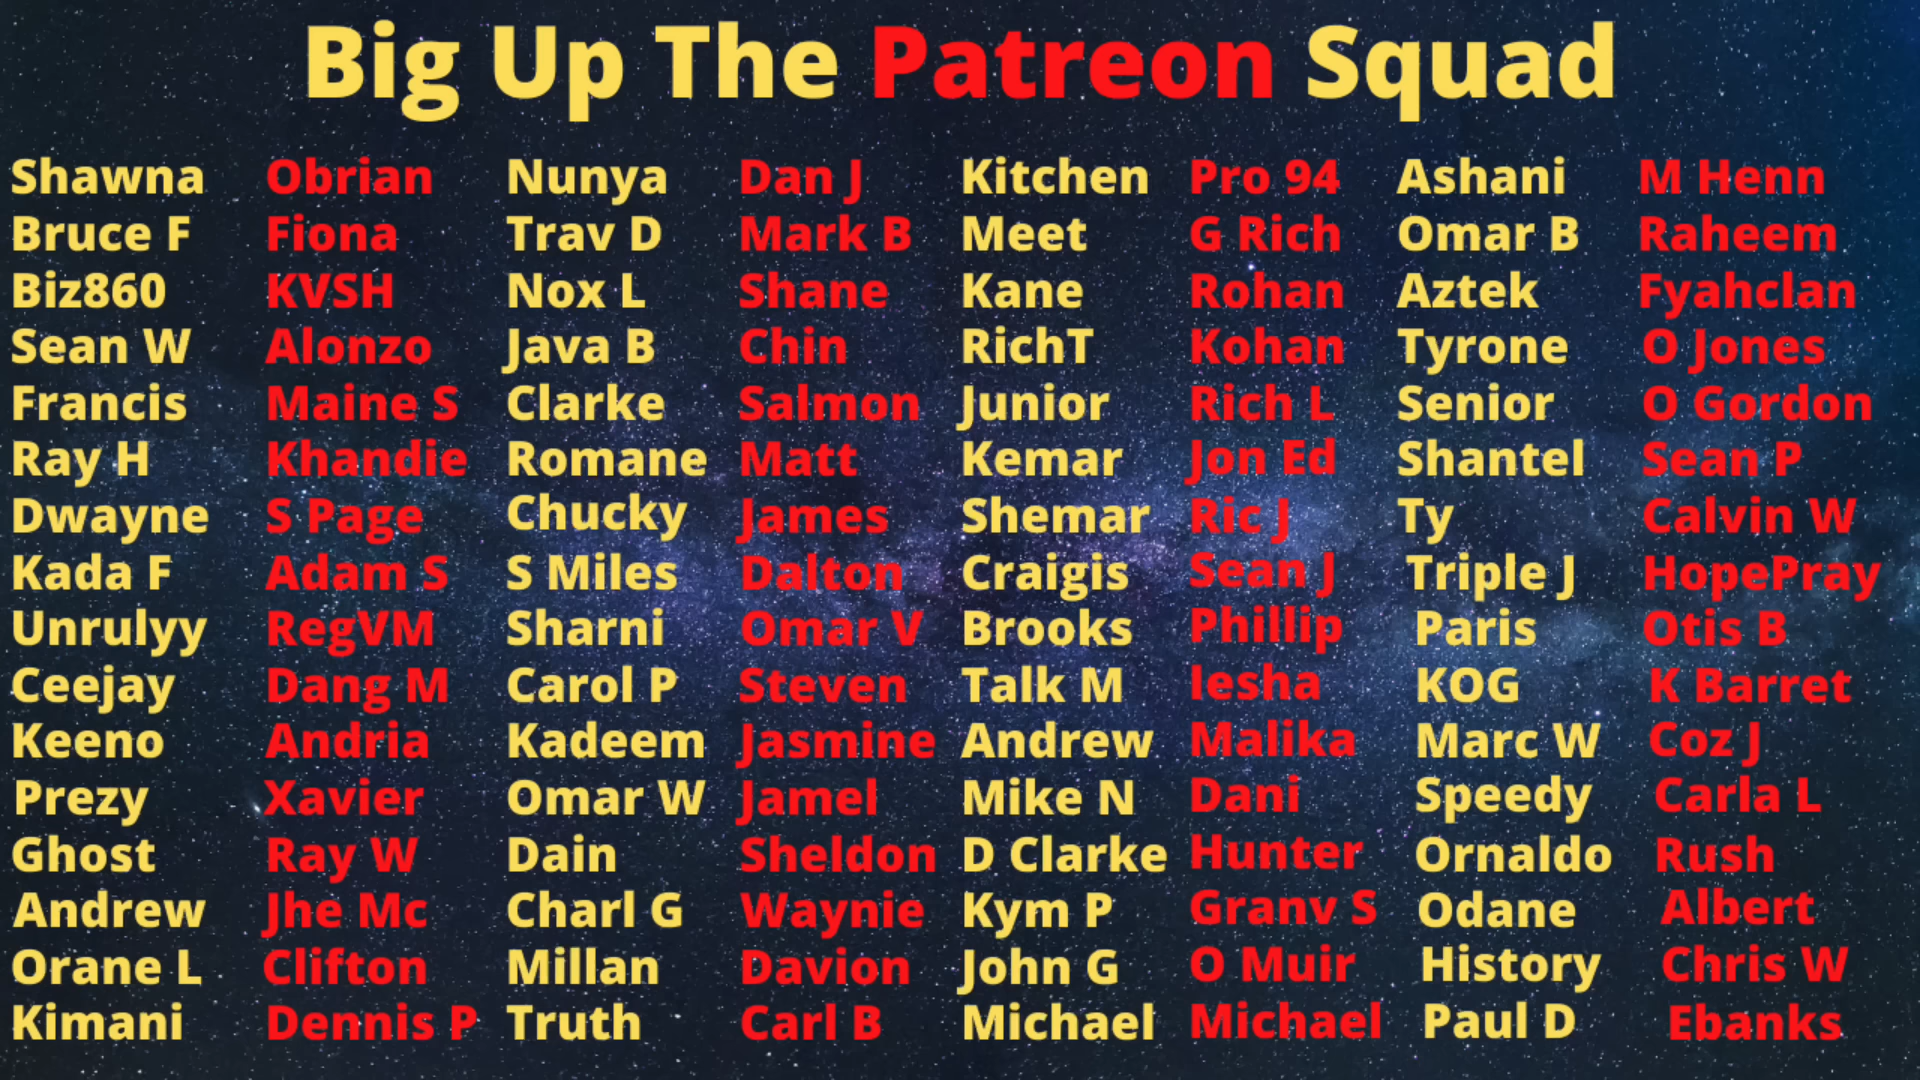 Big Up The Patreon Squad
Shawna Obrian Nunya Dan J Kitchen Pro 94 Ashani M Henn
Bruce F Fiona Trav D Mark B Meet G Rich Omar B Raheem
Biz860 KVSH Nox L Shane Kane Rohan Aztek Fyahclan
Sean W Alonzo Java B Chin RichT Kohan Tyrone O Jones
Francis Maine S Clarke Salmon Junior Rich L Senior O Gordon
Ray H Khandie Romane Matt Kemar Jon Ed Shantel Sean P
Dwayne S Page Chucky James Shemar Ric J Ty Calvin W
Kada F Adam S S Miles Dalton Craigis Sean J Triple J HopePray
Unrulyy RegVM Sharni Omar V Brooks Phillip Paris Otis B
Ceejay Dang M Carol P Steven Talk M Iesha KOG K Barret
Keeno Andria Kadeem Jasmine Andrew Malika Marc W Coz J
Prezy Xavier Omar W Jamel Mike N Dani Speedy Carla L
Ghost Ray W Dain Sheldon D Clarke Hunter Ornaldo Rush
Andrew Jhe Mc Charl G Waynie Kym P Granv S Odane Albert
Orane L Clifton Millan Davion John G O Muir History Chris W
Kimani Dennis P Truth Carl B Michael Michael Paul D Ebanks